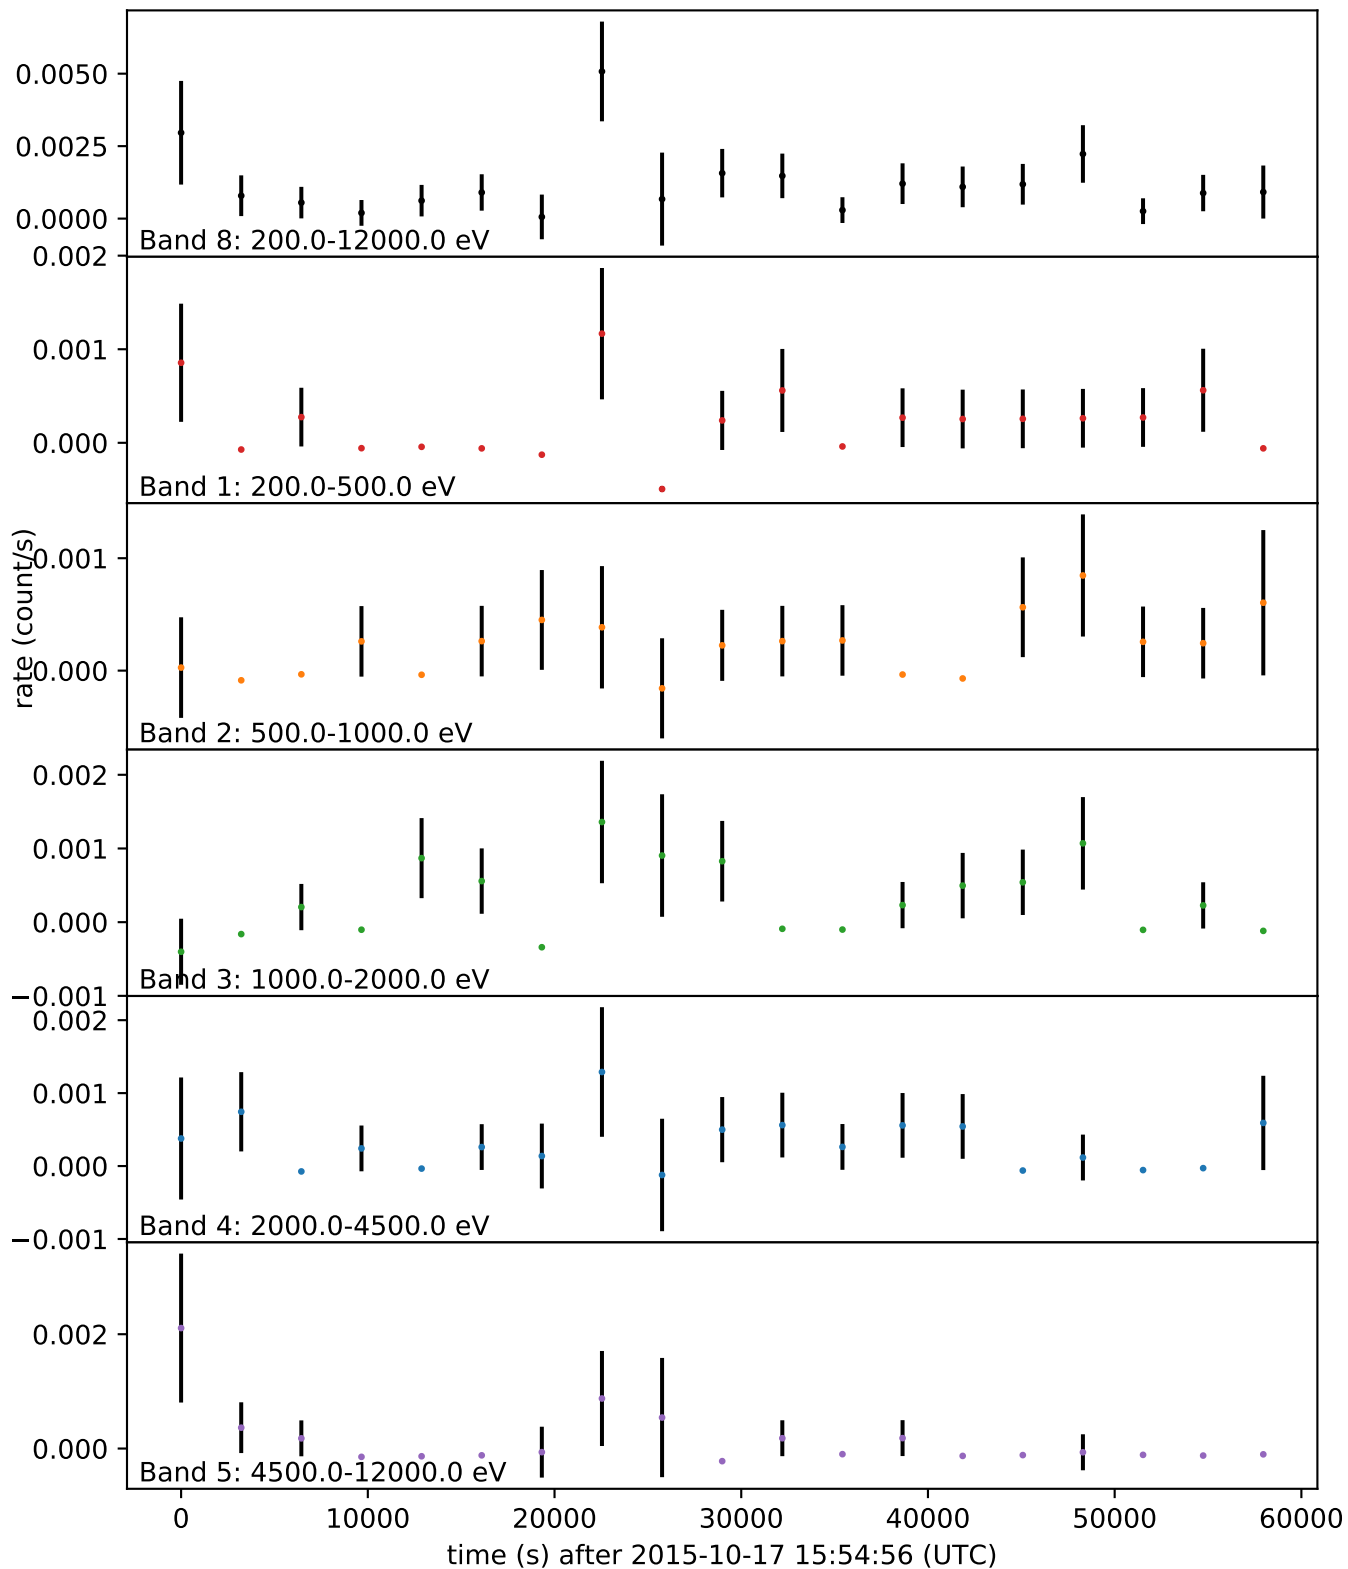 0.0050
0.0025
0.0000
Band 8: 200.0-12000.0 eV
0.002
0.001
0.000
Band 1: 200.0-500.0 eV
rate (count/s)
0.001
0.000
Band 2: 500.0-1000.0 eV
0.002
0.001
0.000
−0.001
Band 3: 1000.0-2000.0 eV
0.002
0.001
0.000
−0.001
Band 4: 2000.0-4500.0 eV
0.002
0.000
Band 5: 4500.0-12000.0 eV
0 10000 20000 30000 40000 50000 60000
time (s) after 2015-10-17 15:54:56 (UTC)